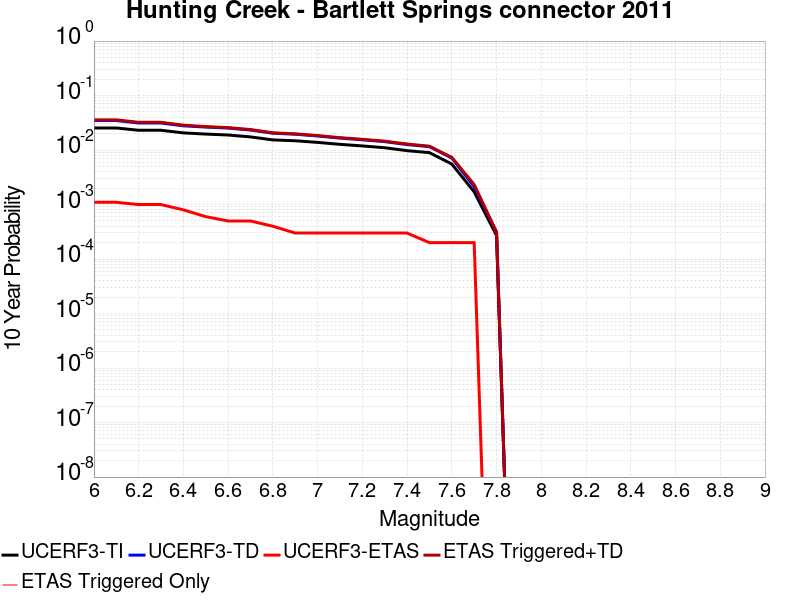 Hunting Creek - Bartlett Springs connector 2011
10 Year Probability
10^0
10^-1
10^-2
10^-3
10^-4
10^-5
10^-6
10^-7
10^-8
6 6.2 6.4 6.6 6.8 7 7.2 7.4 7.6 7.8 8 8.2 8.4 8.6 8.8 9
Magnitude
UCERF3-TI UCERF3-TD UCERF3-ETAS ETAS Triggered+TD
ETAS Triggered Only